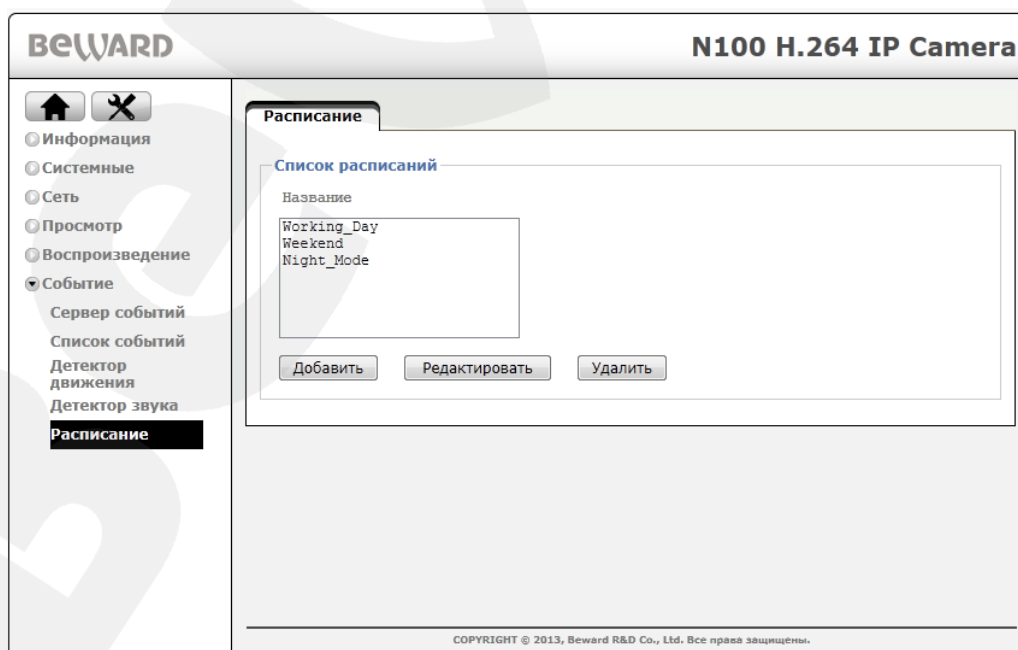 BEWARD
N100 H.264 IP Camera
Информация
Системные
Сеть
Просмотр
Воспроизведение
Событие
Сервер событий
Список событий
Детектор
движения
Детектор звука
Расписание
Расписание
Список расписаний
Название
Working_Day
Weekend
Night_Mode
Добавить
Редактировать
Удалить
COPYRIGHT © 2013, Beward R&D Co., Ltd. Все права защищены.